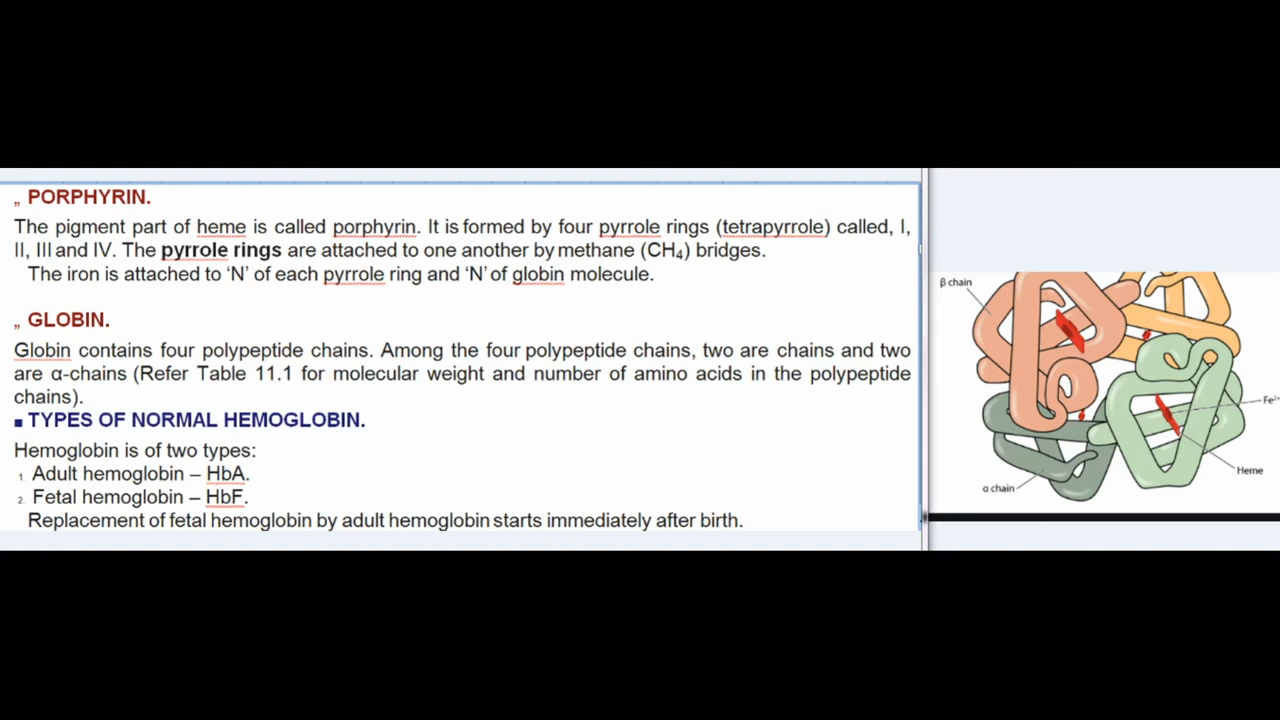 „ PORPHYRIN.
The pigment part of heme is called porphyrin. It is formed by four pyrrole rings (tetrapyrrole) called, I,
II, III and IV. The pyrrole rings are attached to one another by methane (CH₄) bridges.
The iron is attached to ‘N’ of each pyrrole ring and ‘N’ of globin molecule.
„ GLOBIN.
Globin contains four polypeptide chains. Among the four polypeptide chains, two are chains and two
are α-chains (Refer Table 11.1 for molecular weight and number of amino acids in the polypeptide
chains).
■ TYPES OF NORMAL HEMOGLOBIN.
Hemoglobin is of two types:
1. Adult hemoglobin – HbA.
2. Fetal hemoglobin – HbF.
Replacement of fetal hemoglobin by adult hemoglobin starts immediately after birth.
β chain
Fe²⁺
Heme
α chain